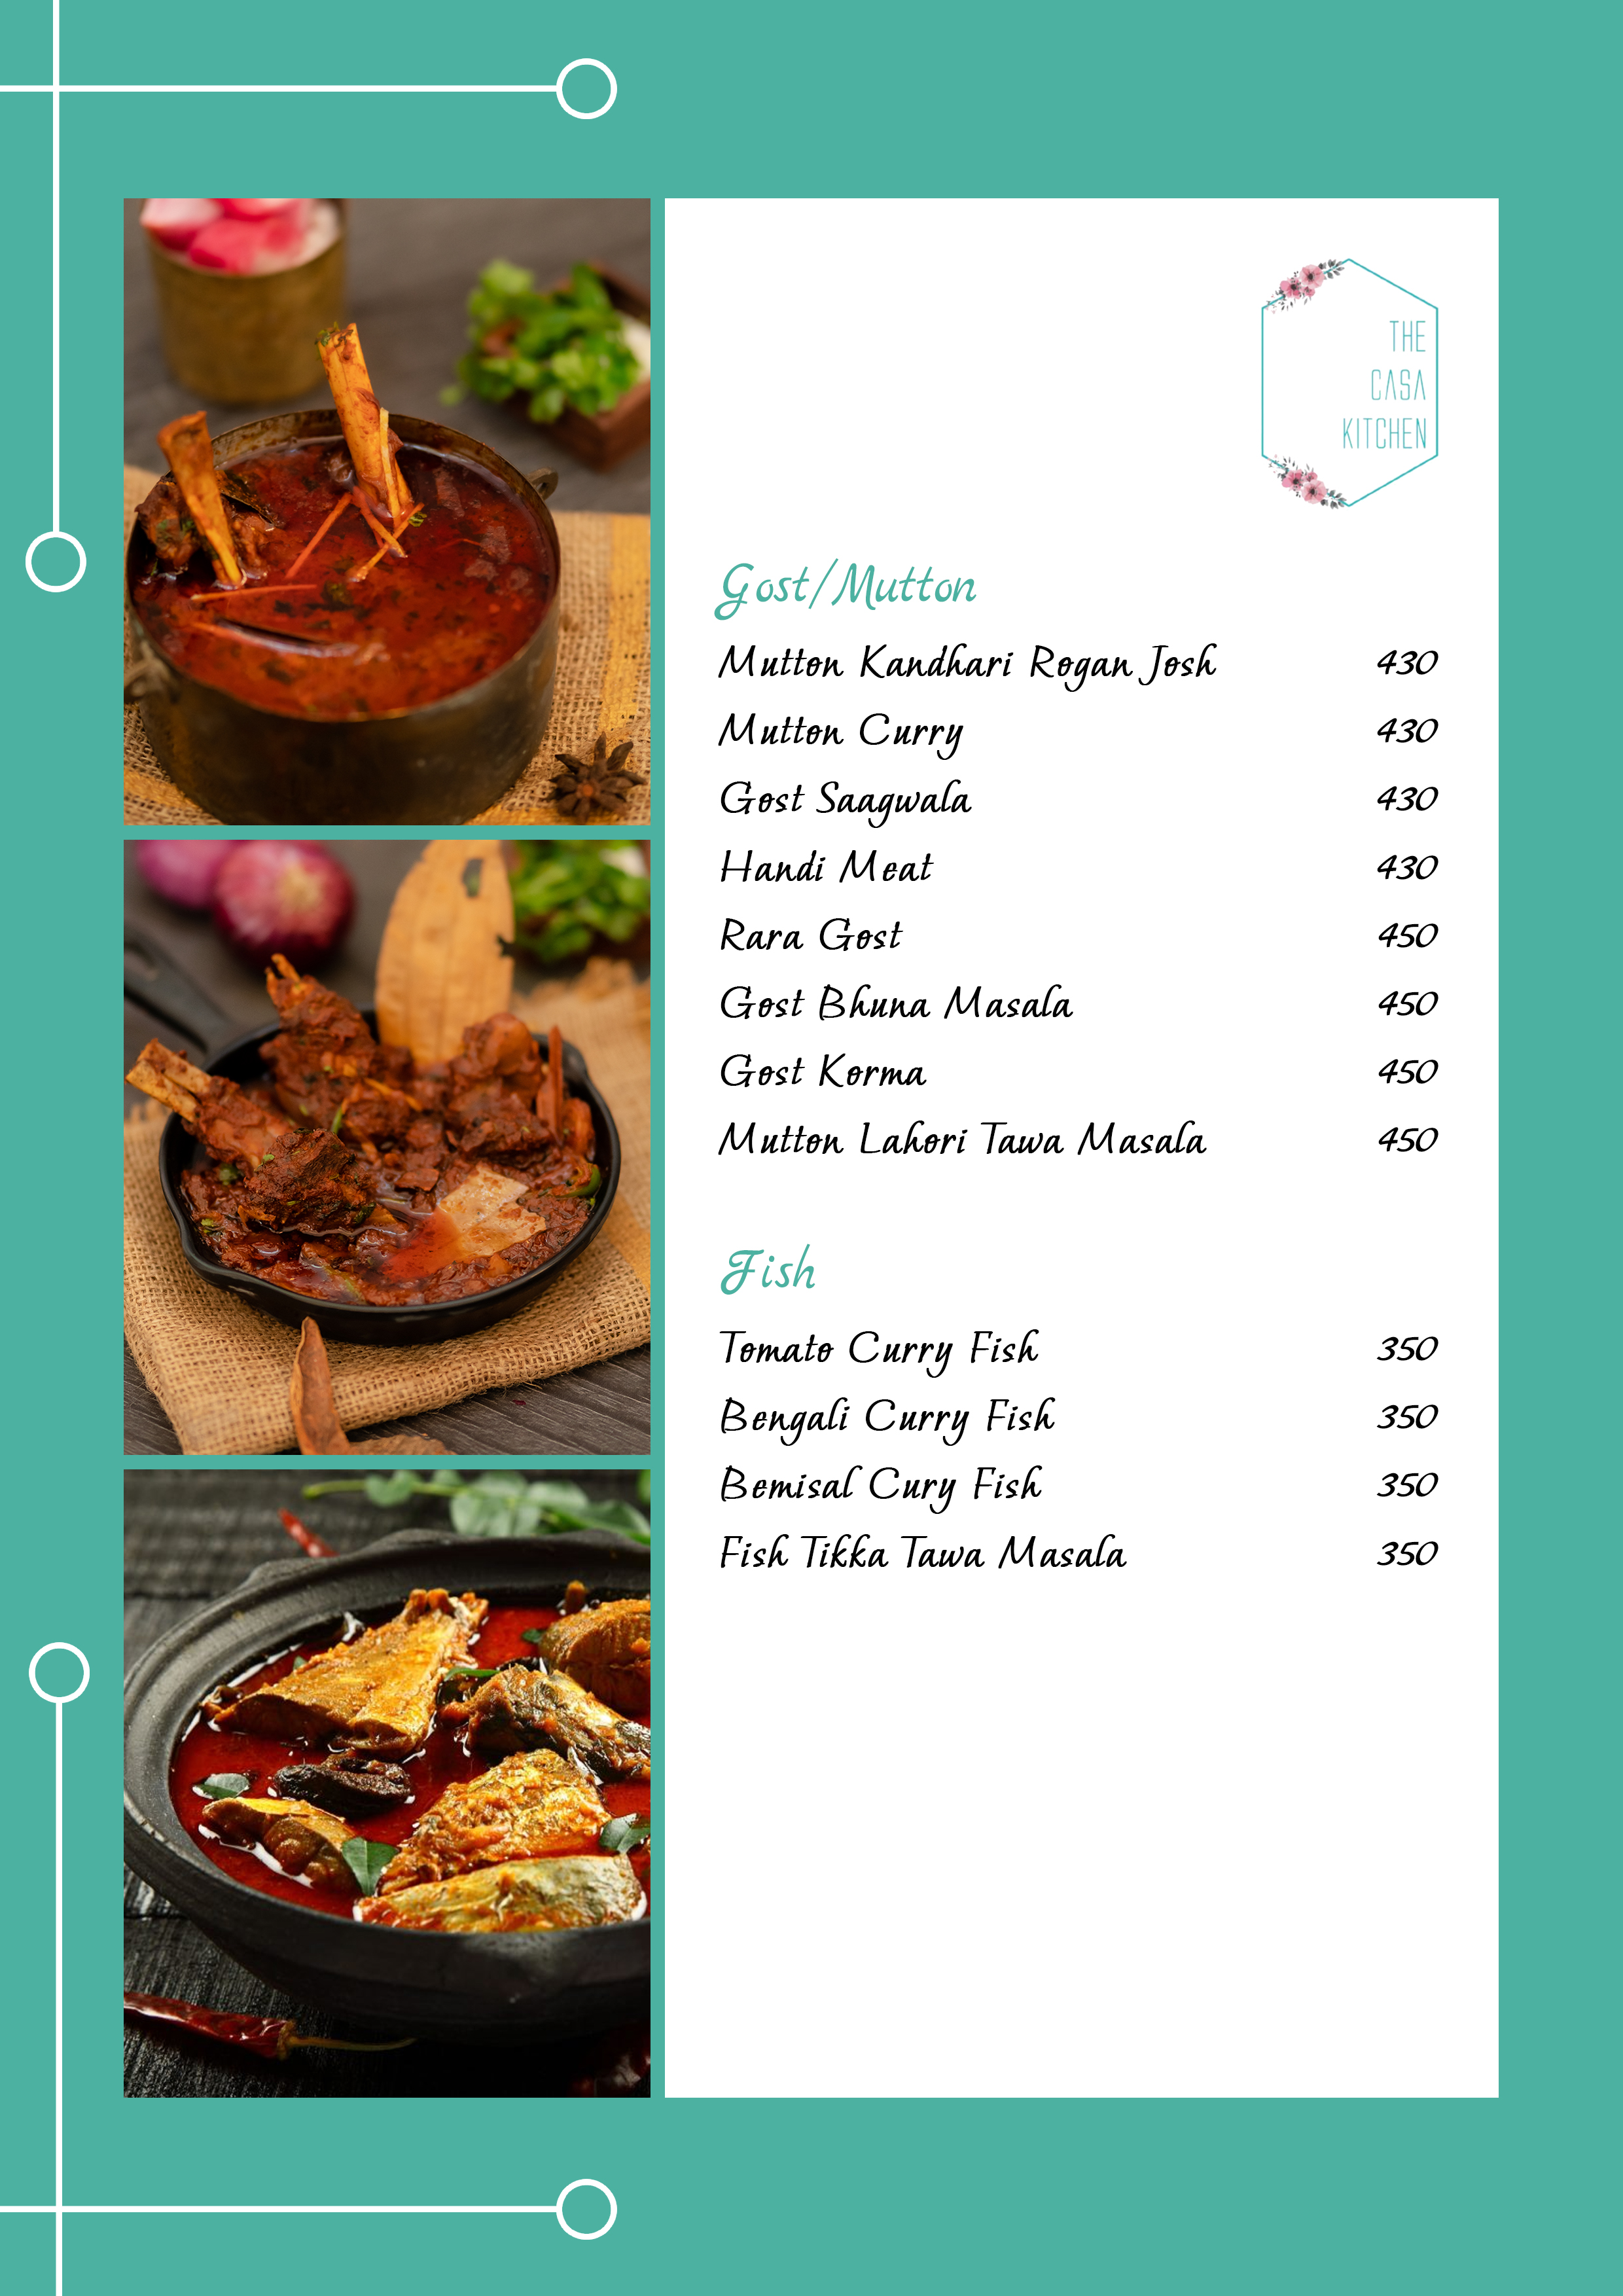 THE
CASA
KITCHEN
Gost/Mutton
Mutton Kandhari Rogan Josh 430
Mutton Curry 430
Gost Saagwala 430
Handi Meat 430
Rara Gost 450
Gost Bhuna Masala 450
Gost Korma 450
Mutton Lahori Tawa Masala 450
Fish
Tomato Curry Fish 350
Bengali Curry Fish 350
Bemisal Cury Fish 350
Fish Tikka Tawa Masala 350